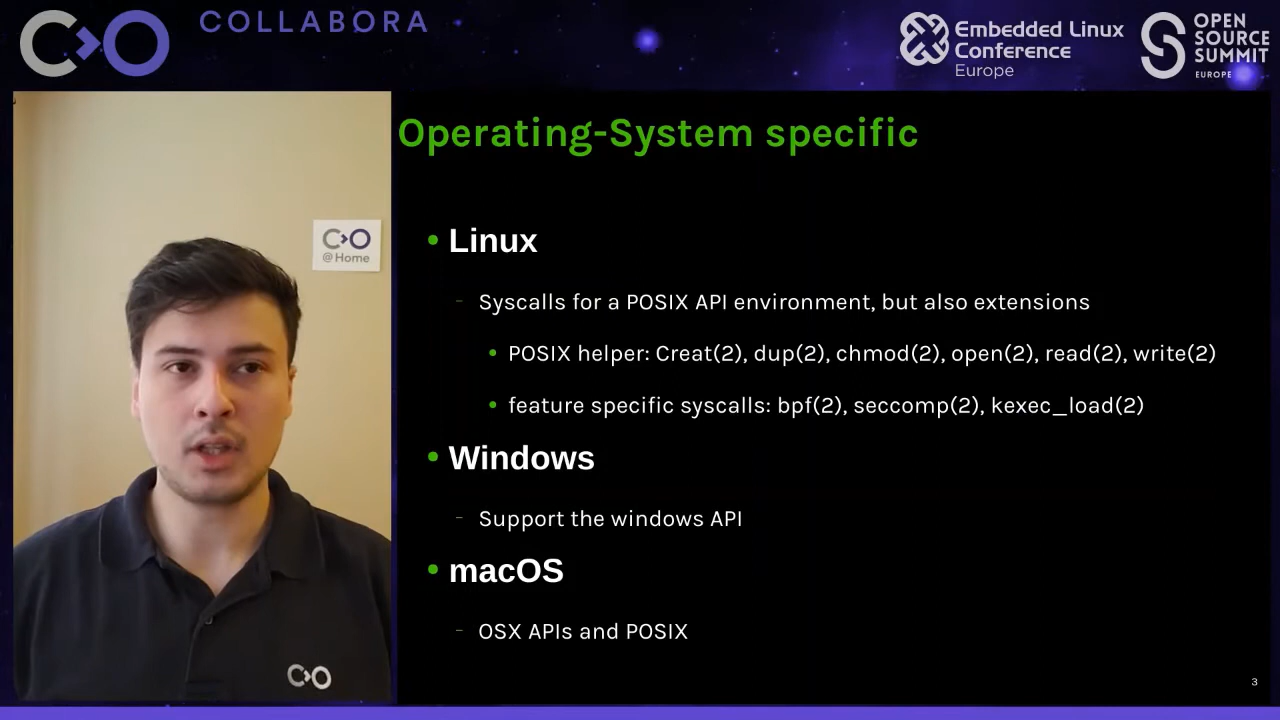 COLLABORA
Embedded Linux
Conference
Europe
OPEN
SOURCE
SUMMIT
EUROPE
@Home
Operating-System specific
• Linux
– Syscalls for a POSIX API environment, but also extensions
• POSIX helper: Creat(2), dup(2), chmod(2), open(2), read(2), write(2)
• feature specific syscalls: bpf(2), seccomp(2), kexec_load(2)
• Windows
– Support the windows API
• macOS
– OSX APIs and POSIX
3